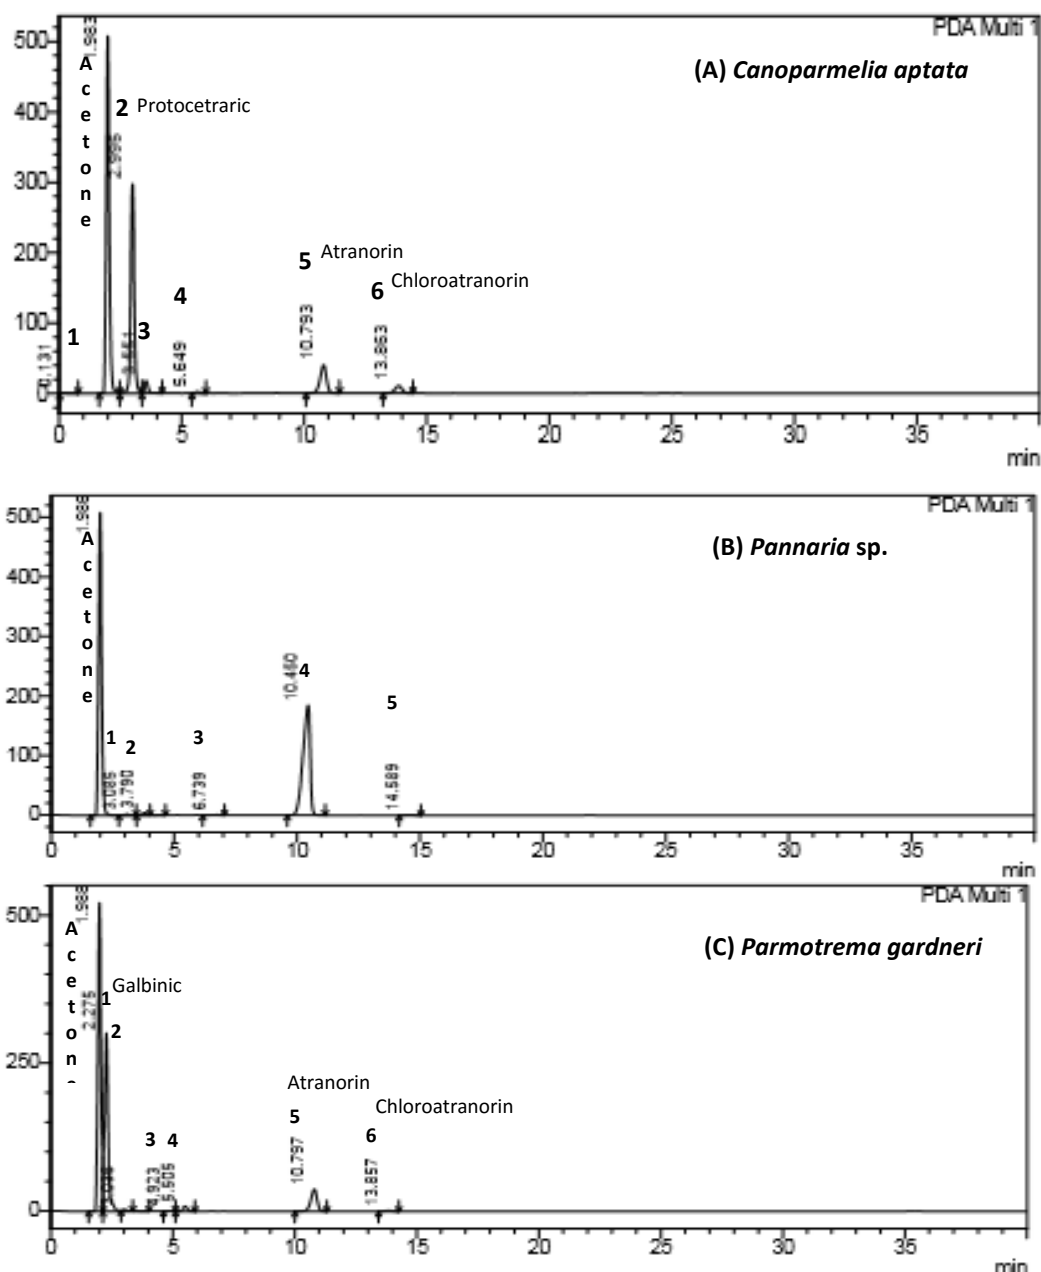 PDA Multi 1
(A) Canoparmelia aptata
1.983
Acetone
2 Protocetraric
2.995
5 Atranorin
10.793
6 Chloroatranorin
13.863
4
5.649
3
1
500
400
300
200
100
0
0 5 10 15 20 25 30 35
min
PDA Multi 1
(B) Pannaria sp.
1.988
Acetone
4
10.460
5
14.589
1
3.085
2
3.790
3
6.739
500
400
300
200
100
0
0 5 10 15 20 25 30 35
min
PDA Multi 1
(C) Parmotrema gardneri
1.988
Aceton
1 Galbinic
2.275
2
Atranorin
5
10.797
Chloroatranorin
6
13.857
3 4
5.505
500
250
0
0 5 10 15 20 25 30 35
min